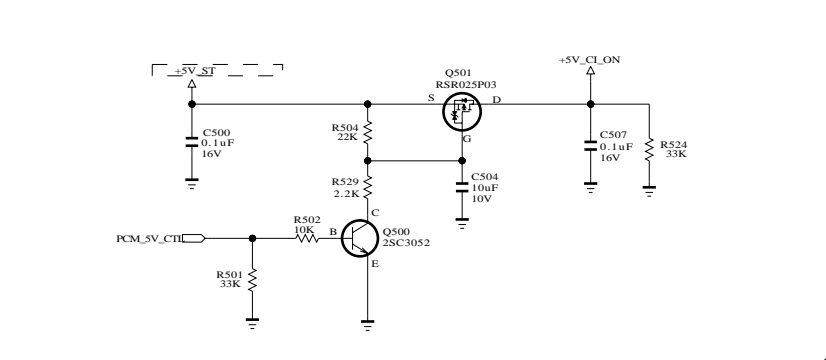 +5V_CI_ON
+5V_ST
Q501
RSR025P03
S
D
G
R504
22K
C500
0.1uF
16V
C507
0.1uF
16V
R524
33K
R529
2.2K
C504
10uF
10V
C
R502
10K
B
Q500
2SC3052
PCM_5V_CTL
E
R501
33K